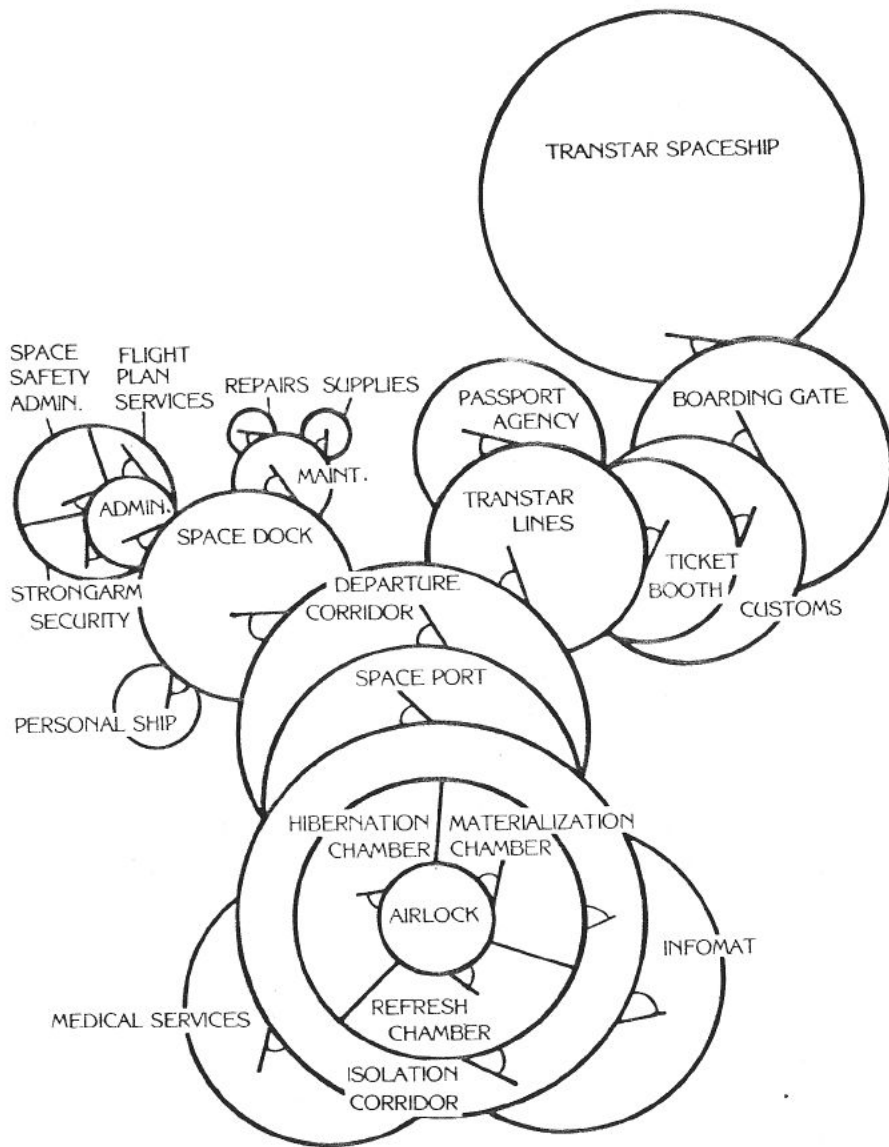 TRANSTAR SPACESHIP
SPACE
SAFETY
ADMIN.
FLIGHT
PLAN
SERVICES
REPAIRS
SUPPLIES
PASSPORT
AGENCY
BOARDING GATE
MAINT.
ADMIN.
SPACE DOCK
TRANSTAR
LINES
TICKET
BOOTH
CUSTOMS
STRONGARM
SECURITY
DEPARTURE
CORRIDOR
SPACE PORT
PERSONAL SHIP
HIBERNATION
CHAMBER
MATERIALIZATION
CHAMBER
AIRLOCK
INFOMAT
REFRESH
CHAMBER
MEDICAL SERVICES
ISOLATION
CORRIDOR